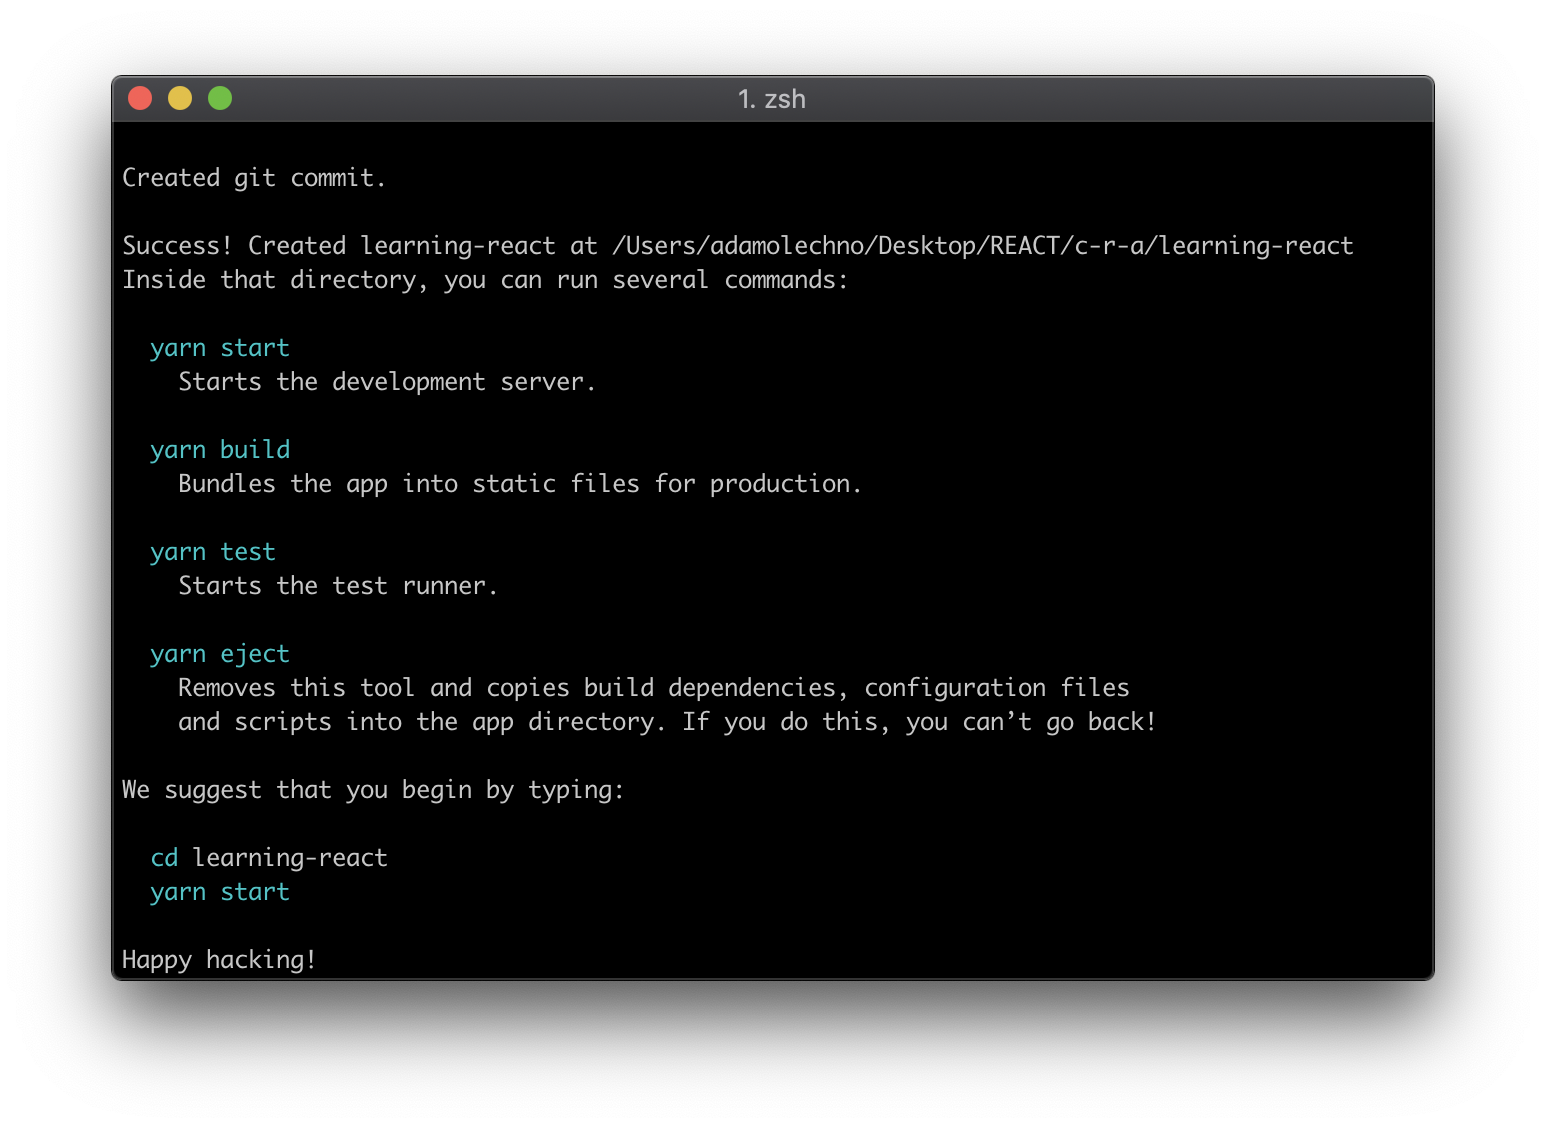 1. zsh
Created git commit.
Success! Created learning-react at /Users/adamolechno/Desktop/REACT/c-r-a/learning-react
Inside that directory, you can run several commands:
yarn start
Starts the development server.
yarn build
Bundles the app into static files for production.
yarn test
Starts the test runner.
yarn eject
Removes this tool and copies build dependencies, configuration files
and scripts into the app directory. If you do this, you can’t go back!
We suggest that you begin by typing:
cd learning-react
yarn start
Happy hacking!